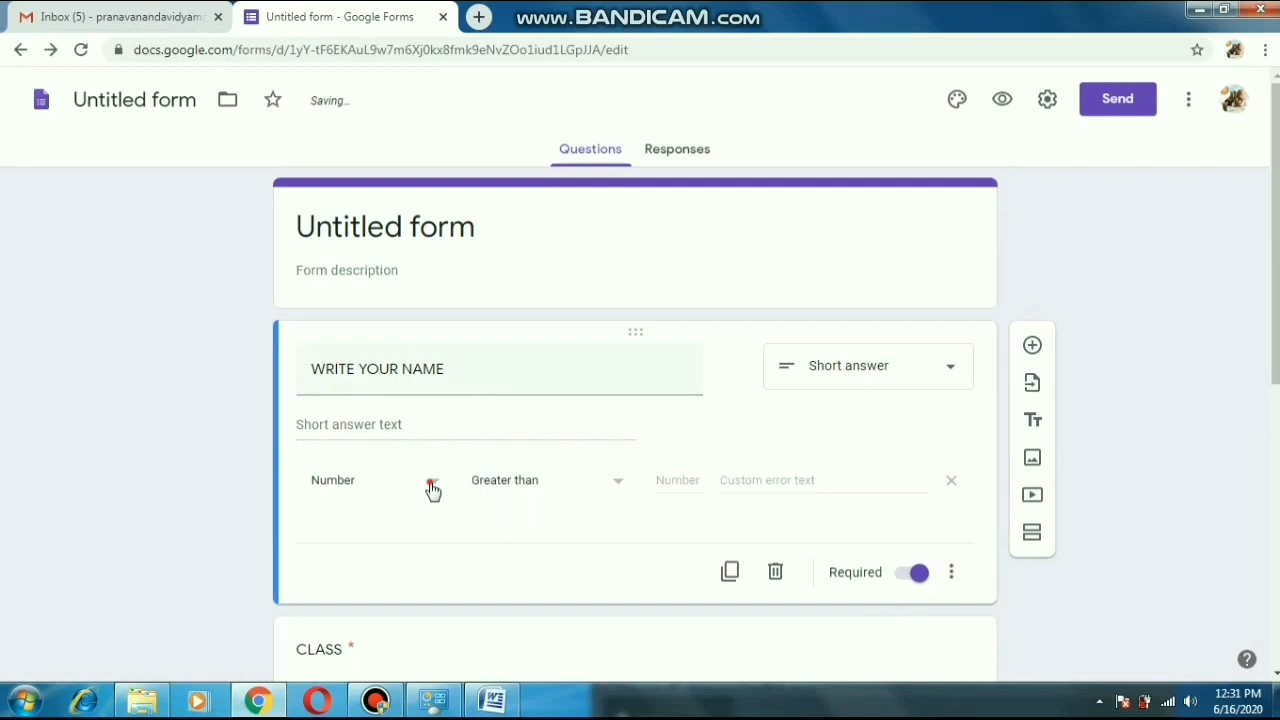 Inbox (5) - pranavanandavidyama
Untitled form - Google Forms
www.BANDICAM.com
docs.google.com/forms/d/1yY-tF6EKAuL9w7m6Xj0kx8fmk9eNvZOo1iud1LGpJJA/edit
Untitled form
Saving...
Send
Questions
Responses
Untitled form
Form description
WRITE YOUR NAME
Short answer
Short answer text
Number
Greater than
Number
Custom error text
Required
CLASS *
12:31 PM
6/16/2020